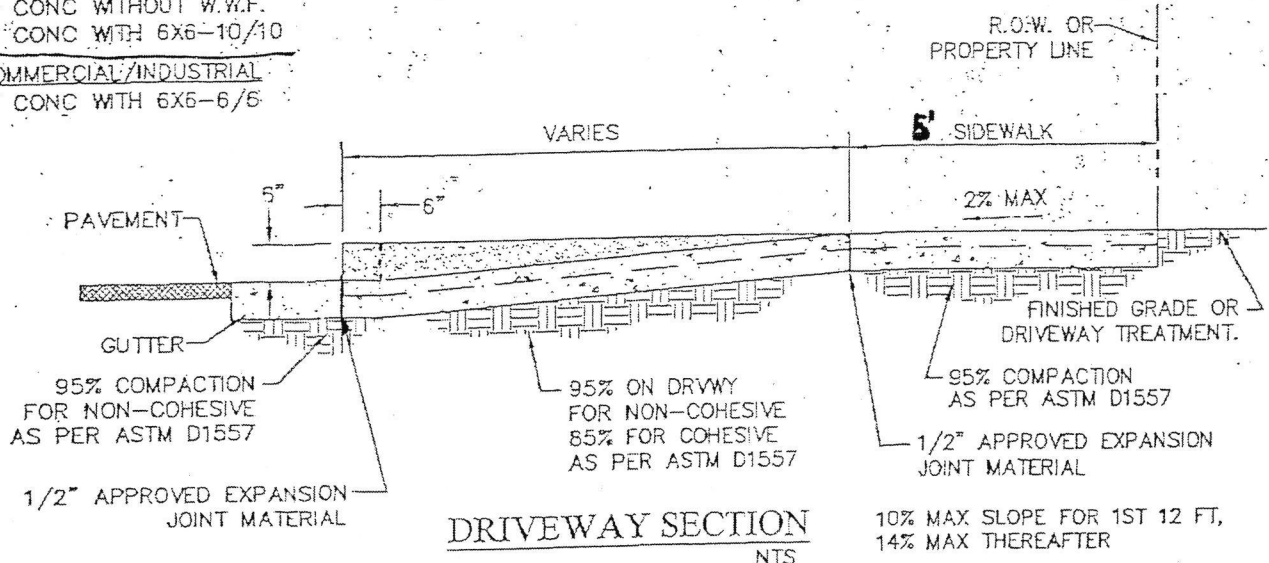 CONC WITHOUT W.W.F.
CONC WITH 6X6-10/10
COMMERCIAL/INDUSTRIAL
CONC WITH 6X6-6/6
R.O.W. OR
PROPERTY LINE
VARIES
5' SIDEWALK
6"
2% MAX
PAVEMENT
GUTTER
FINISHED GRADE OR
DRIVEWAY TREATMENT.
95% COMPACTION
FOR NON-COHESIVE
AS PER ASTM D1557
95% ON DRVWY
FOR NON-COHESIVE
85% FOR COHESIVE
AS PER ASTM D1557
95% COMPACTION
AS PER ASTM D1557
1/2" APPROVED EXPANSION
JOINT MATERIAL
1/2" APPROVED EXPANSION
JOINT MATERIAL
DRIVEWAY SECTION
NTS
10% MAX SLOPE FOR 1ST 12 FT,
14% MAX THEREAFTER